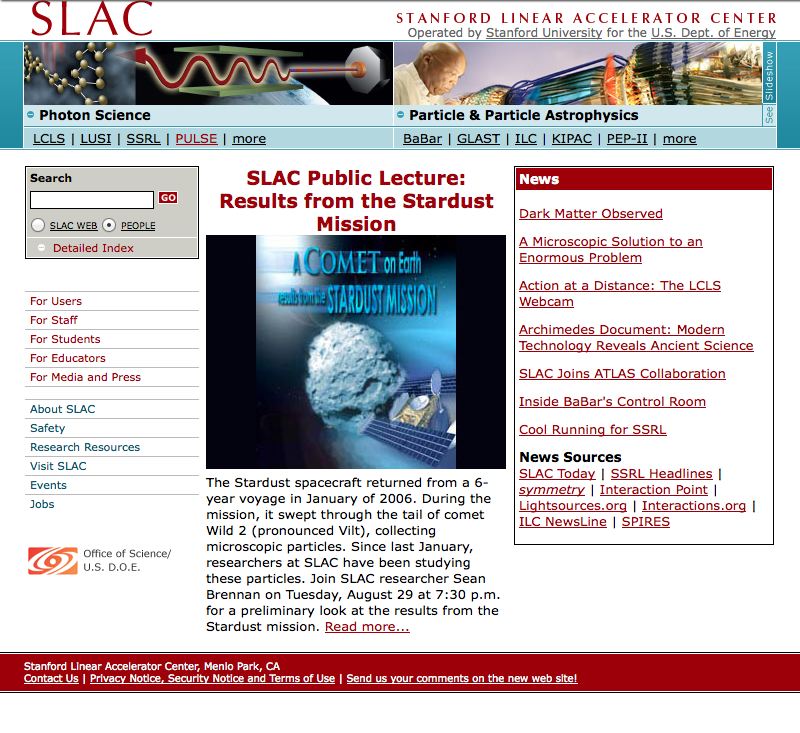 SLAC
STANFORD LINEAR ACCELERATOR CENTER
Operated by Stanford University for the U.S. Dept. of Energy
See Slideshow
Photon Science
Particle & Particle Astrophysics
LCLS | LUSI | SSRL | PULSE | more
BaBar | GLAST | ILC | KIPAC | PEP-II | more
Search
GO
SLAC WEB PEOPLE
Detailed Index
For Users
For Staff
For Students
For Educators
For Media and Press
About SLAC
Safety
Research Resources
Visit SLAC
Events
Jobs
Office of Science/
U.S. D.O.E.
SLAC Public Lecture:
Results from the Stardust
Mission
A COMET on Earth
results from the STARDUST MISSION
The Stardust spacecraft returned from a 6-
year voyage in January of 2006. During the
mission, it swept through the tail of comet
Wild 2 (pronounced Vilt), collecting
microscopic particles. Since last January,
researchers at SLAC have been studying
these particles. Join SLAC researcher Sean
Brennan on Tuesday, August 29 at 7:30 p.m.
for a preliminary look at the results from the
Stardust mission. Read more...
News
Dark Matter Observed
A Microscopic Solution to an
Enormous Problem
Action at a Distance: The LCLS
Webcam
Archimedes Document: Modern
Technology Reveals Ancient Science
SLAC Joins ATLAS Collaboration
Inside BaBar's Control Room
Cool Running for SSRL
News Sources
SLAC Today | SSRL Headlines |
symmetry | Interaction Point |
Lightsources.org | Interactions.org |
ILC NewsLine | SPIRES
Stanford Linear Accelerator Center, Menlo Park, CA
Contact Us | Privacy Notice, Security Notice and Terms of Use | Send us your comments on the new web site!